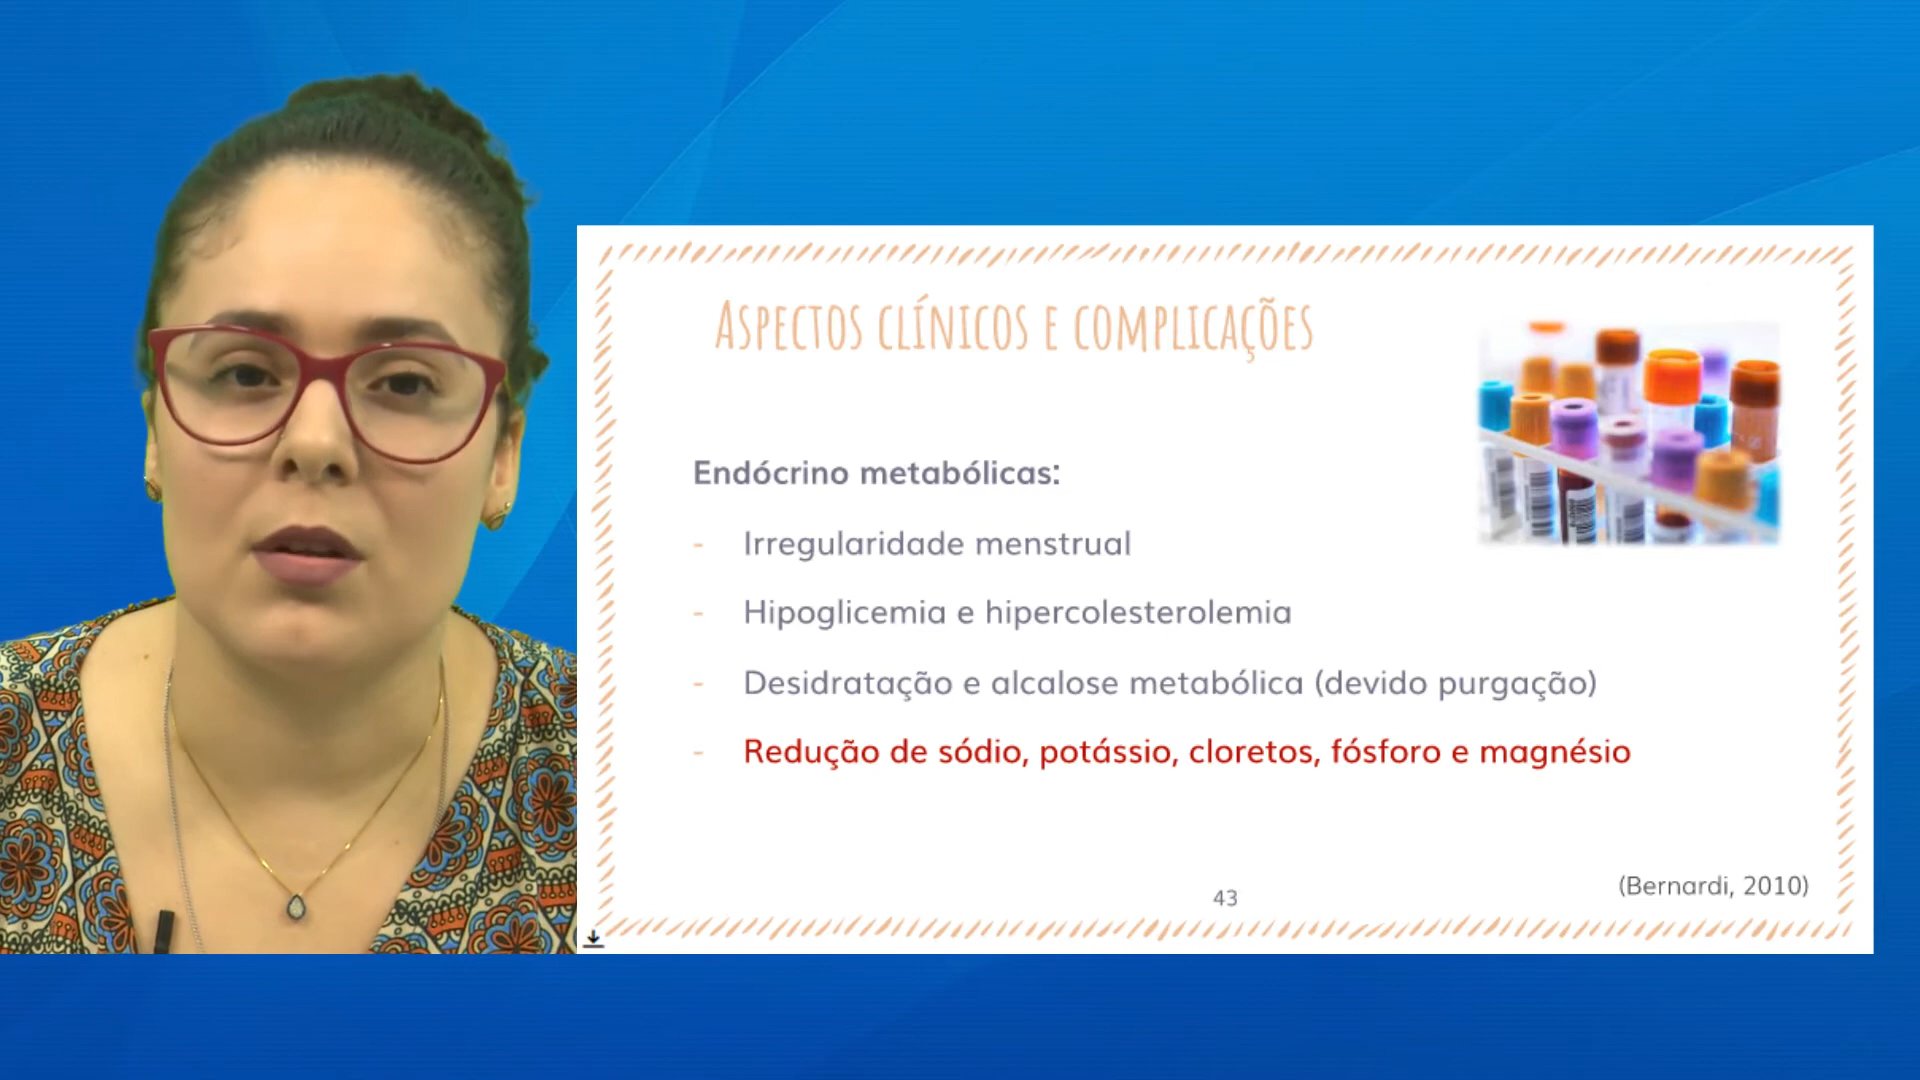 Aspectos clínicos e complicações
Endócrino metabólicas:
- Irregularidade menstrual
- Hipoglicemia e hipercolesterolemia
- Desidratação e alcalose metabólica (devido purgação)
- Redução de sódio, potássio, cloretos, fósforo e magnésio
(Bernardi, 2010)
43